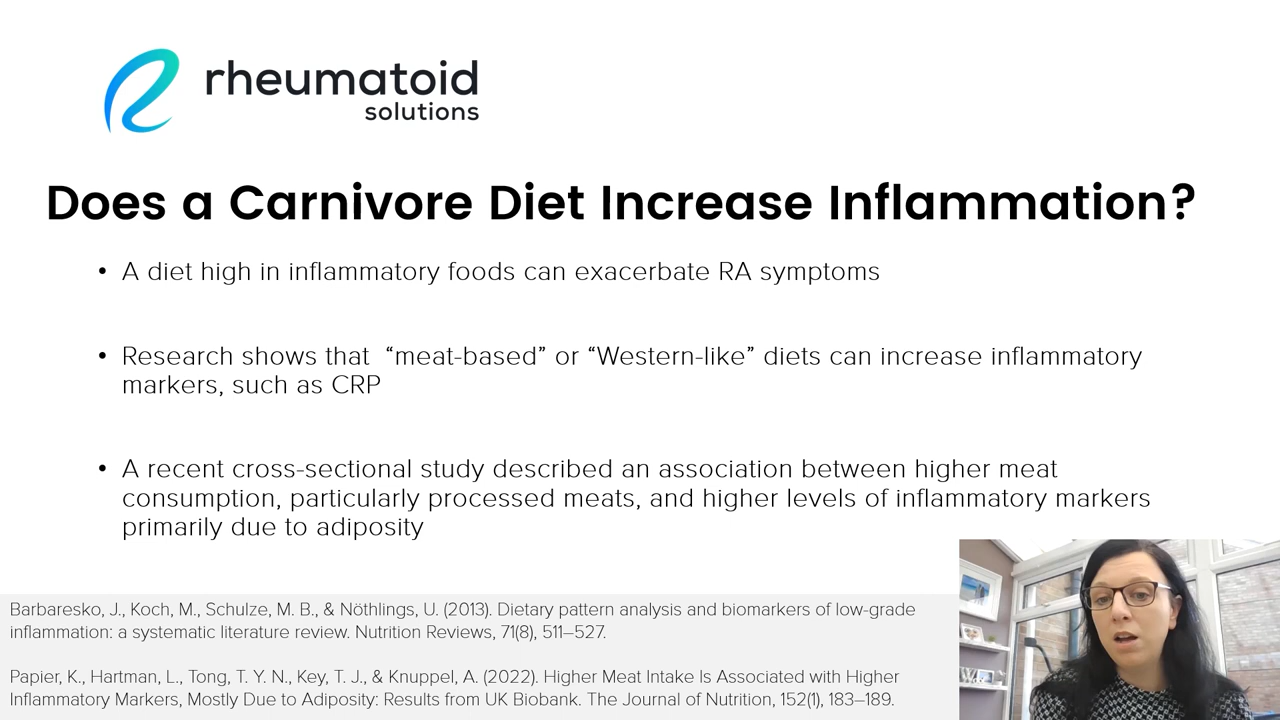 rheumatoid
solutions
Does a Carnivore Diet Increase Inflammation?
• A diet high in inflammatory foods can exacerbate RA symptoms
• Research shows that “meat-based” or “Western-like” diets can increase inflammatory
markers, such as CRP
• A recent cross-sectional study described an association between higher meat
consumption, particularly processed meats, and higher levels of inflammatory markers
primarily due to adiposity
Barbaresko, J., Koch, M., Schulze, M. B., & Nöthlings, U. (2013). Dietary pattern analysis and biomarkers of low-grade
inflammation: a systematic literature review. Nutrition Reviews, 71(8), 511–527.
Papier, K., Hartman, L., Tong, T. Y. N., Key, T. J., & Knuppel, A. (2022). Higher Meat Intake Is Associated with Higher
Inflammatory Markers, Mostly Due to Adiposity: Results from UK Biobank. The Journal of Nutrition, 152(1), 183–189.